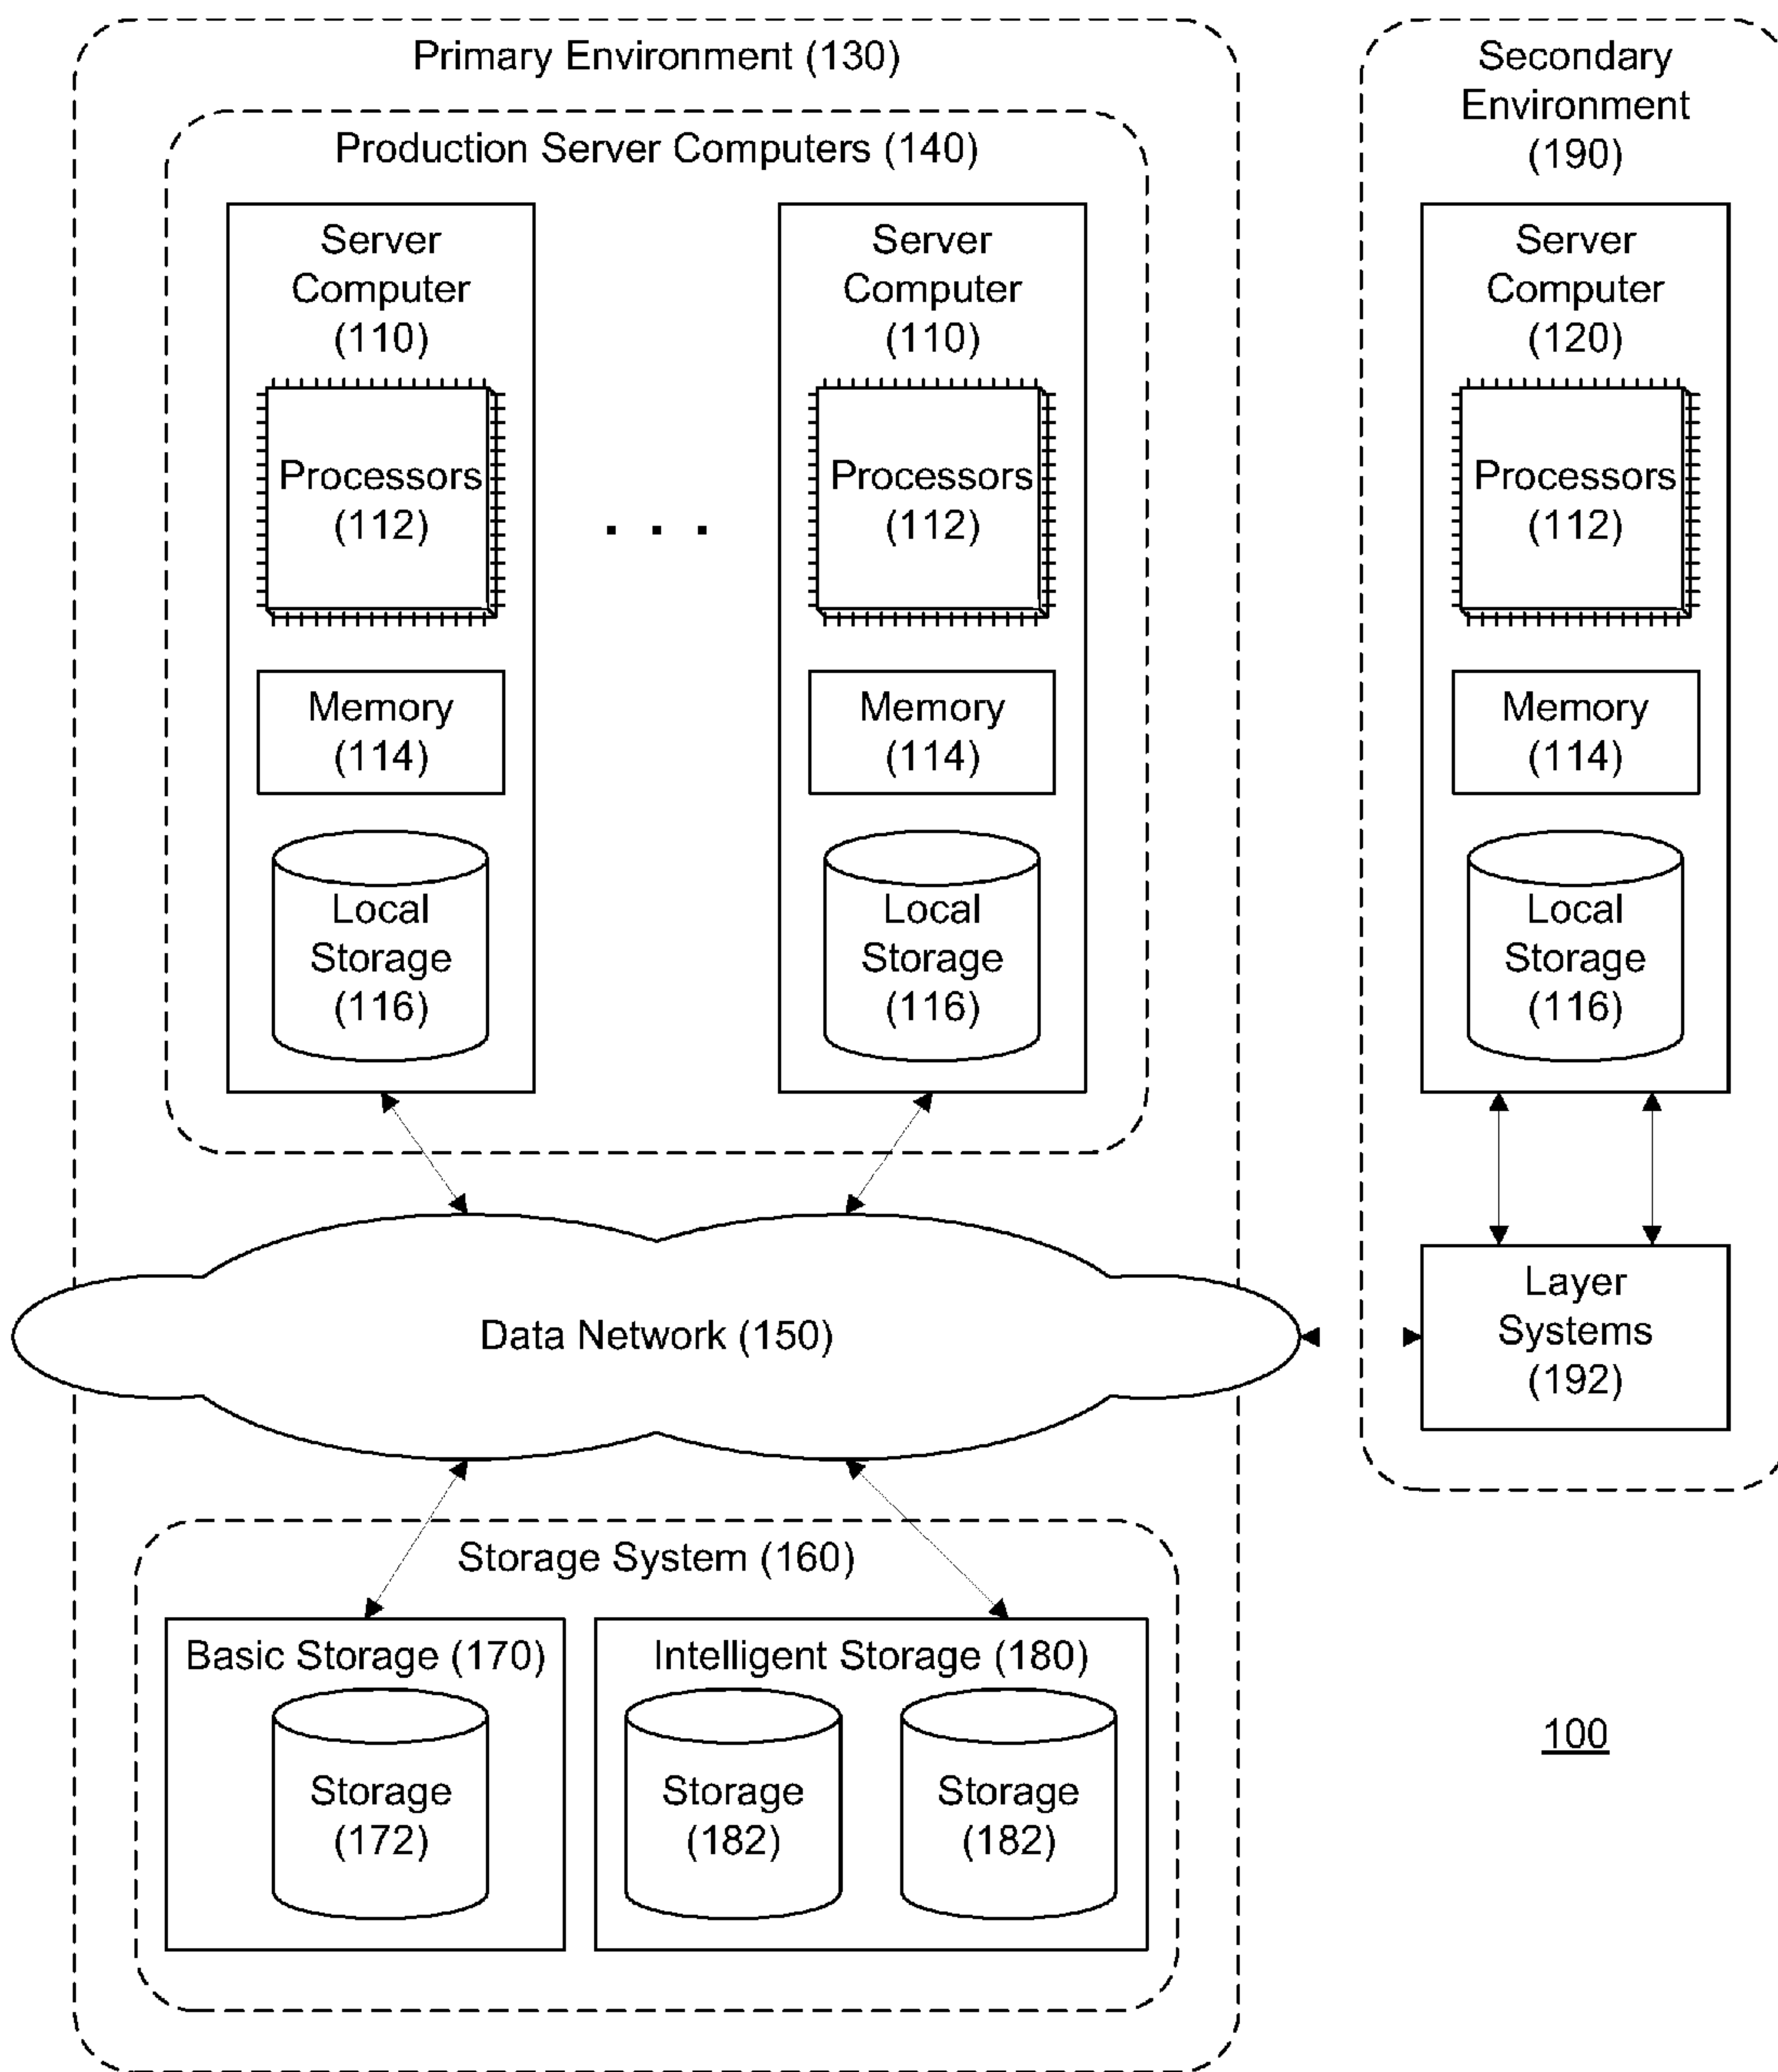 Primary Environment (130)
Production Server Computers (140)
Server
Computer
(110)
Processors
(112)
Memory
(114)
Local
Storage
(116)
. . .
Server
Computer
(110)
Processors
(112)
Memory
(114)
Local
Storage
(116)
Data Network (150)
Storage System (160)
Basic Storage (170)
Storage
(172)
Intelligent Storage (180)
Storage
(182)
Storage
(182)
Secondary
Environment
(190)
Server
Computer
(120)
Processors
(112)
Memory
(114)
Local
Storage
(116)
Layer
Systems
(192)
100